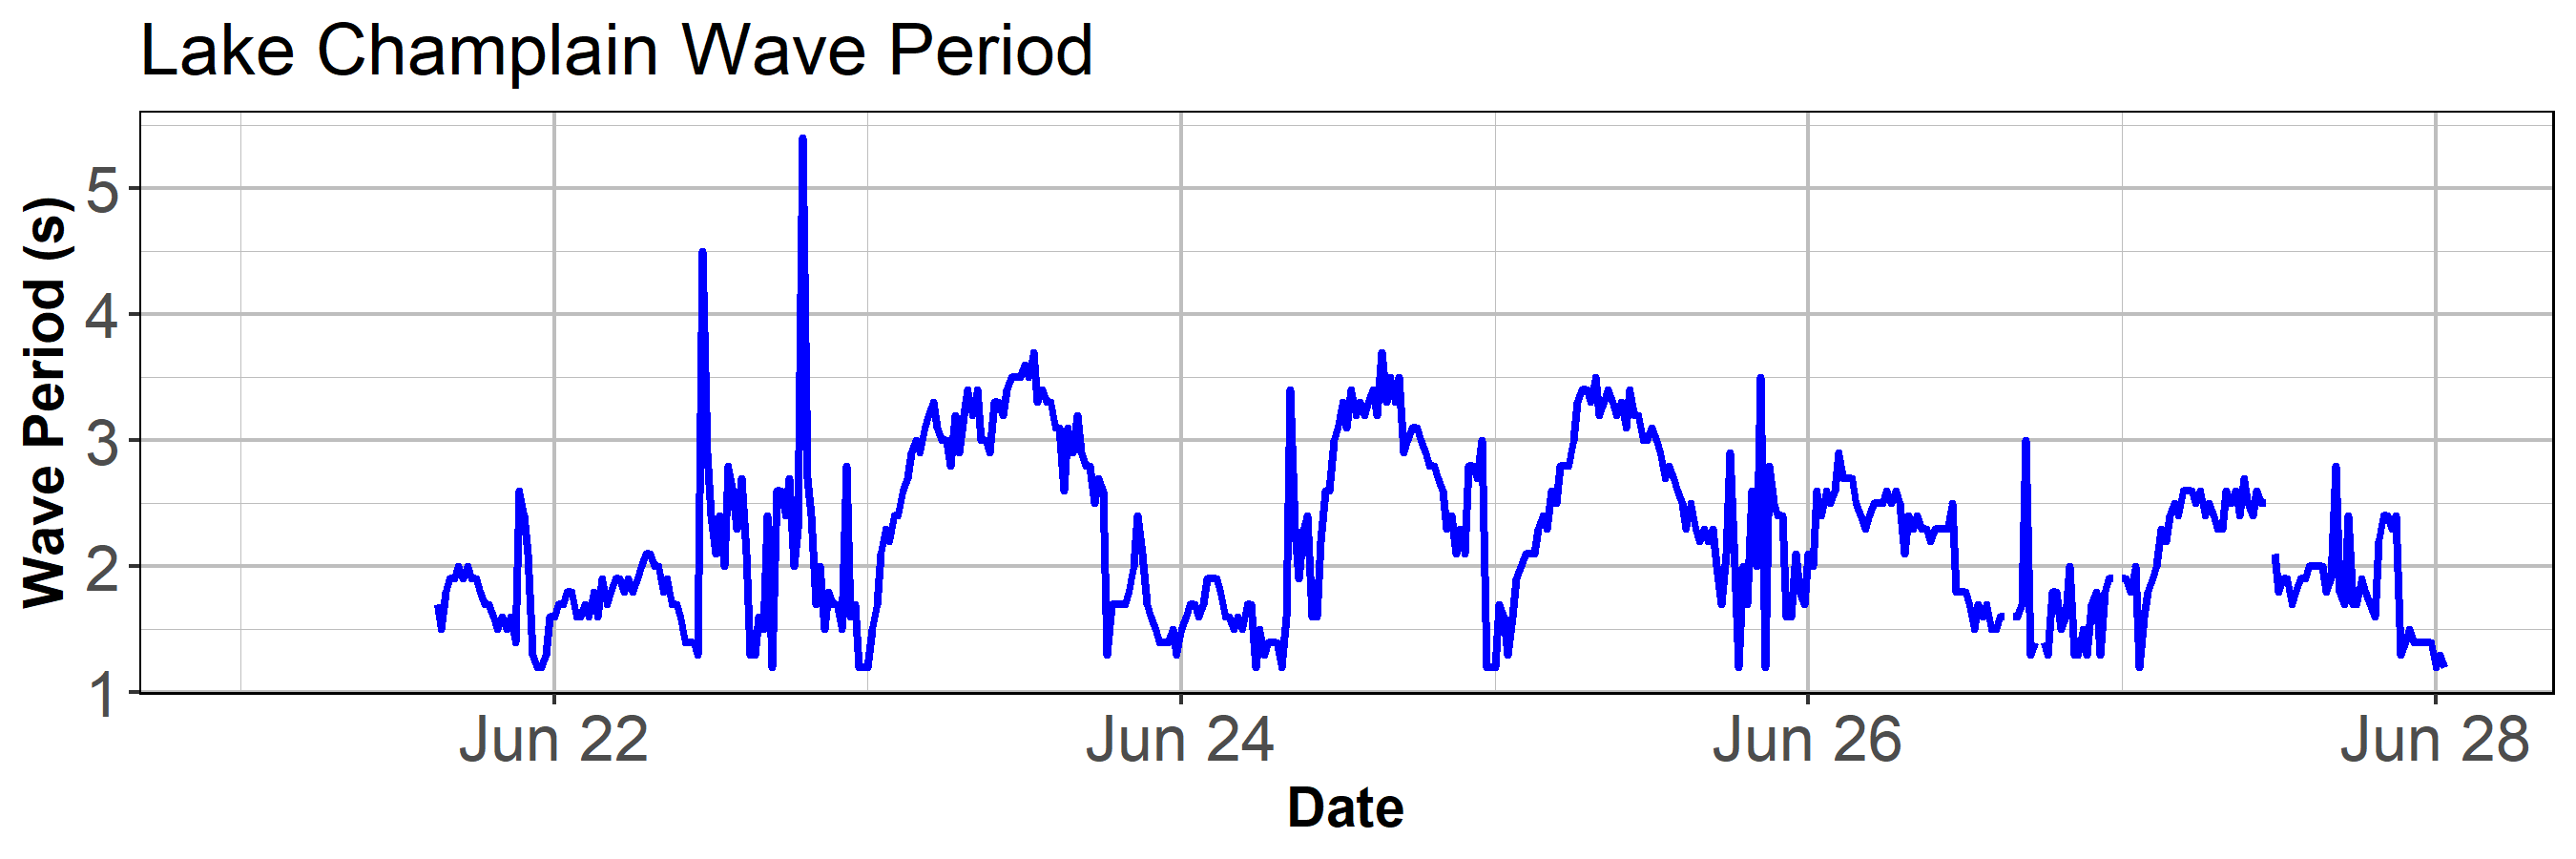 Lake Champlain Wave Period
Wave Period (s)
5
4
3
2
1
Jun 22
Jun 24
Jun 26
Jun 28
Date